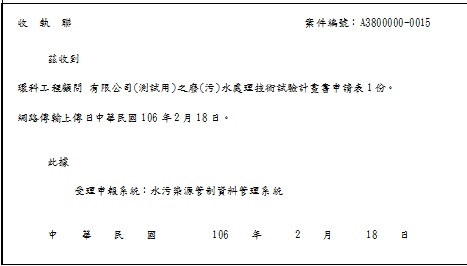 收 執 聯 案件編號：A3800000-0015
茲收到
環科工程顧問 有限公司(測試用)之廢(污)水處理技術試驗計畫書申請表 1 份。
網路傳輸上傳日中華民國 106 年 2 月 18 日。
此據
受理申報系統：水污染源管制資料管理系統
中 華 民 國 106 年 2 月 18 日